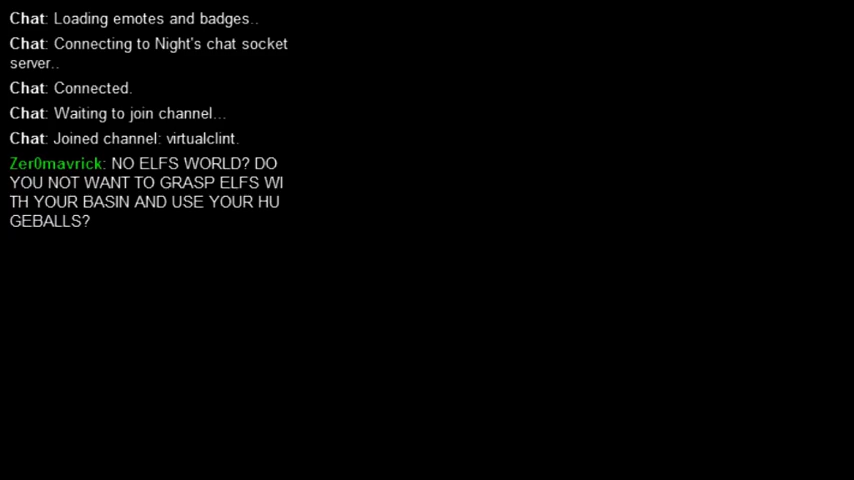 Chat: Loading emotes and badges..
Chat: Connecting to Night's chat socket
server..
Chat: Connected.
Chat: Waiting to join channel...
Chat: Joined channel: virtualclint.
Zer0mavrick: NO ELFS WORLD? DO
YOU NOT WANT TO GRASP ELFS WI
TH YOUR BASIN AND USE YOUR HU
GEBALLS?